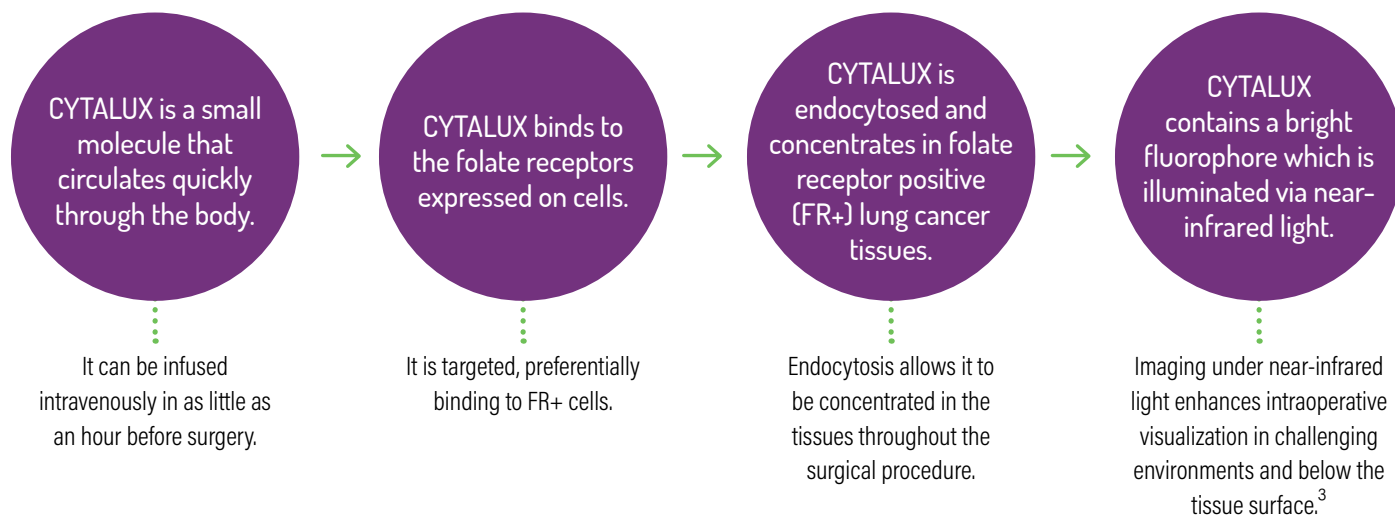 CYTALUX is a small
molecule that
circulates quickly
through the body.
CYTALUX binds to
the folate receptors
expressed on cells.
CYTALUX is
endocytosed and
concentrates in folate
receptor positive
(FR+) lung cancer
tissues.
CYTALUX
contains a bright
fluorophore which is
illuminated via near-
infrared light.
It can be infused
intravenously in as little as
an hour before surgery.
It is targeted, preferentially
binding to FR+ cells.
Endocytosis allows it to
be concentrated in the
tissues throughout the
surgical procedure.
Imaging under near-infrared
light enhances intraoperative
visualization in challenging
environments and below the
tissue surface.³